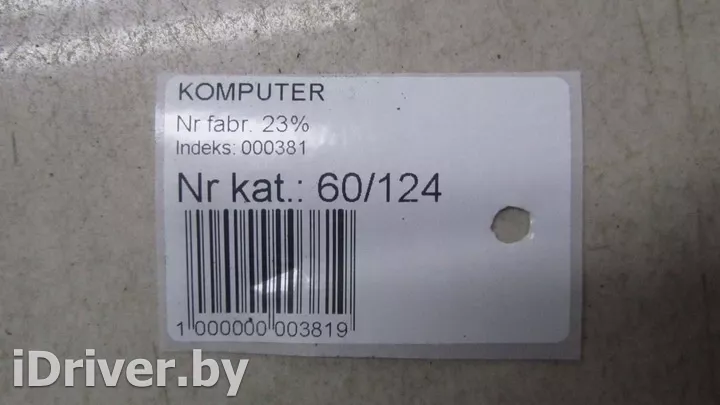 KOMPUTER
Nr fabr. 23%
Indeks: 000381
Nr kat.: 60/124
1 000000 003819
iDriver.by